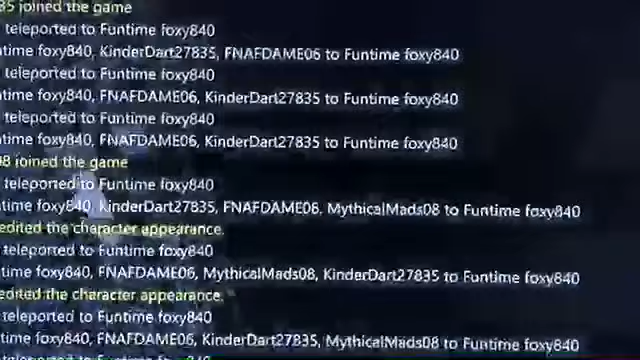 35 joined the game
teleported to Funtime foxy840
time foxy840, KinderDart27835, FNAFDAME06 to Funtime foxy840
teleported to Funtime foxy840
time foxy840, FNAFDAME06, KinderDart27835 to Funtime foxy840
teleported to Funtime foxy840
time foxy840, FNAFDAME06, KinderDart27835 to Funtime foxy840
08 joined the game
teleported to Funtime foxy840
time foxy840, KinderDart27835, FNAFDAME06, MythicalMads08 to Funtime foxy840
edited the character appearance.
teleported to Funtime foxy840
time foxy840, FNAFDAME06, MythicalMads08, KinderDart27835 to Funtime foxy840
edited the character appearance.
teleported to Funtime foxy840
time foxy840, FNAFDAME06, KinderDart27835, MythicalMads08 to Funtime foxy840